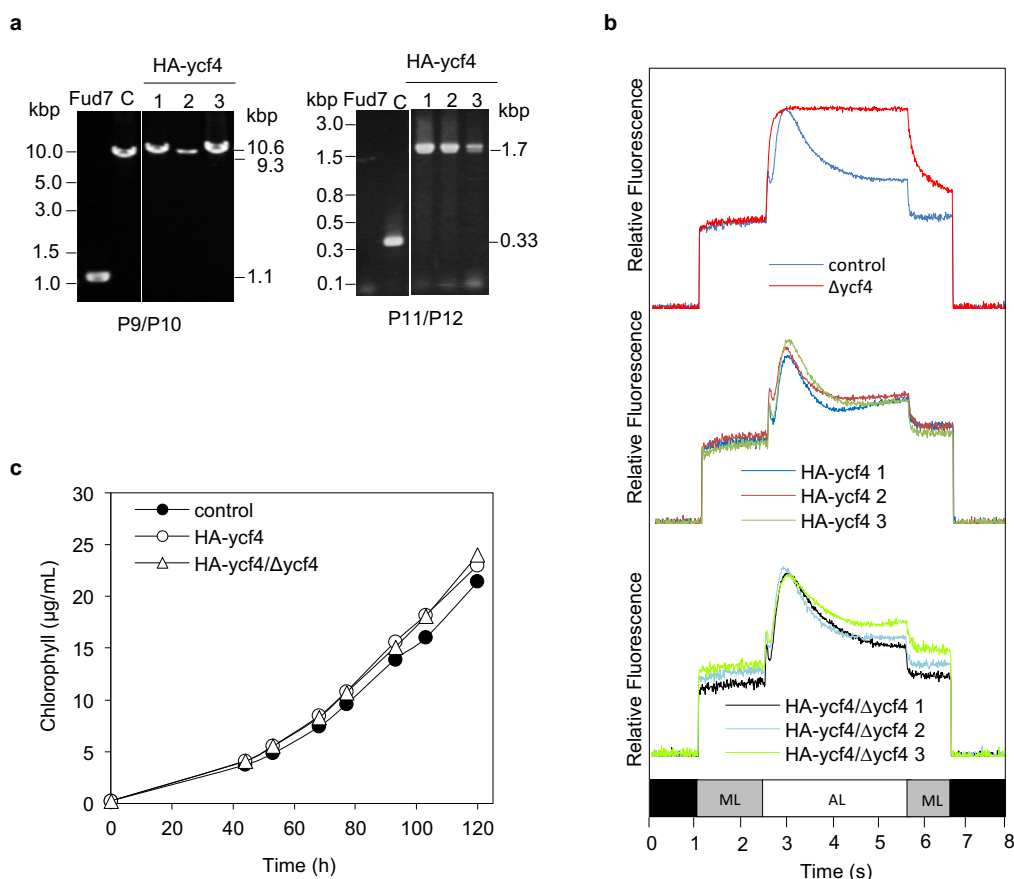 a
HA-ycf4
Fud7 C 1 2 3
kbp
kbp
10.0
5.0
3.0
1.5
1.0
10.6
9.3
1.1
P9/P10
HA-ycf4
kbp Fud7 C 1 2 3
kbp
3.0
1.5
0.8
0.5
0.3
0.1
1.7
0.33
P11/P12
b
Relative Fluorescence
control
Δycf4
Relative Fluorescence
HA-ycf4 1
HA-ycf4 2
HA-ycf4 3
Relative Fluorescence
HA-ycf4/Δycf4 1
HA-ycf4/Δycf4 2
HA-ycf4/Δycf4 3
ML AL ML
0 1 2 3 4 5 6 7 8
Time (s)
c
Chlorophyll (µg/mL)
30
25
20
15
10
5
0
control
HA-ycf4
HA-ycf4/Δycf4
0 20 40 60 80 100 120
Time (h)